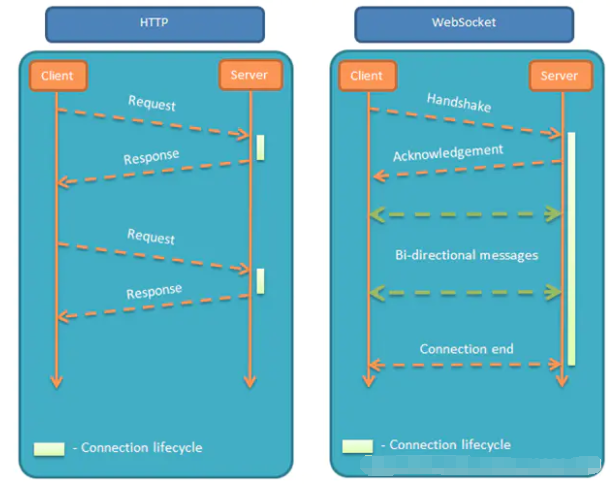 HTTP
Client
Server
Request
Response
Request
Response
- Connection lifecycle
WebSocket
Client
Server
Handshake
Acknowledgement
Bi-directional messages
Connection end
- Connection lifecycle